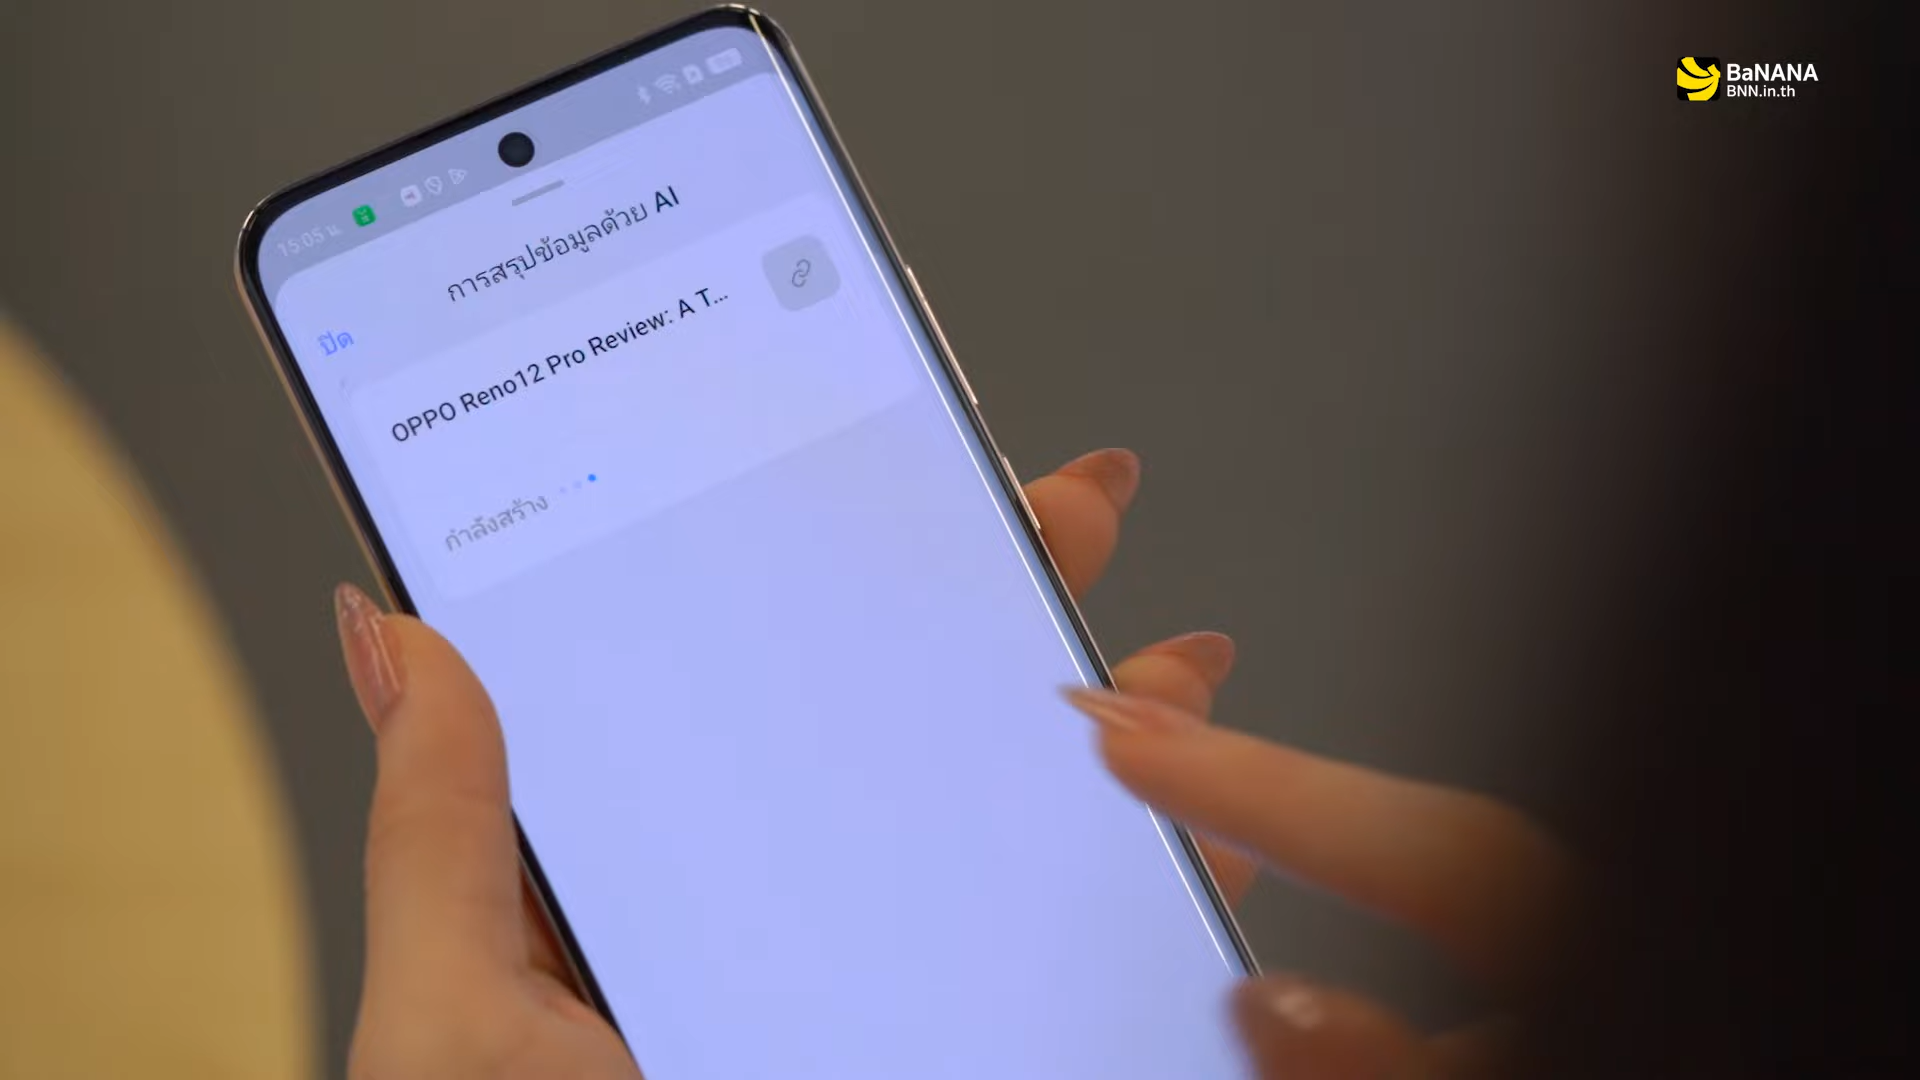 BaNANA
BNN.in.th
15:05 น.
การสรุปข้อมูลด้วย AI
ปิด
OPPO Reno12 Pro Review: A T...
กำลังสร้าง